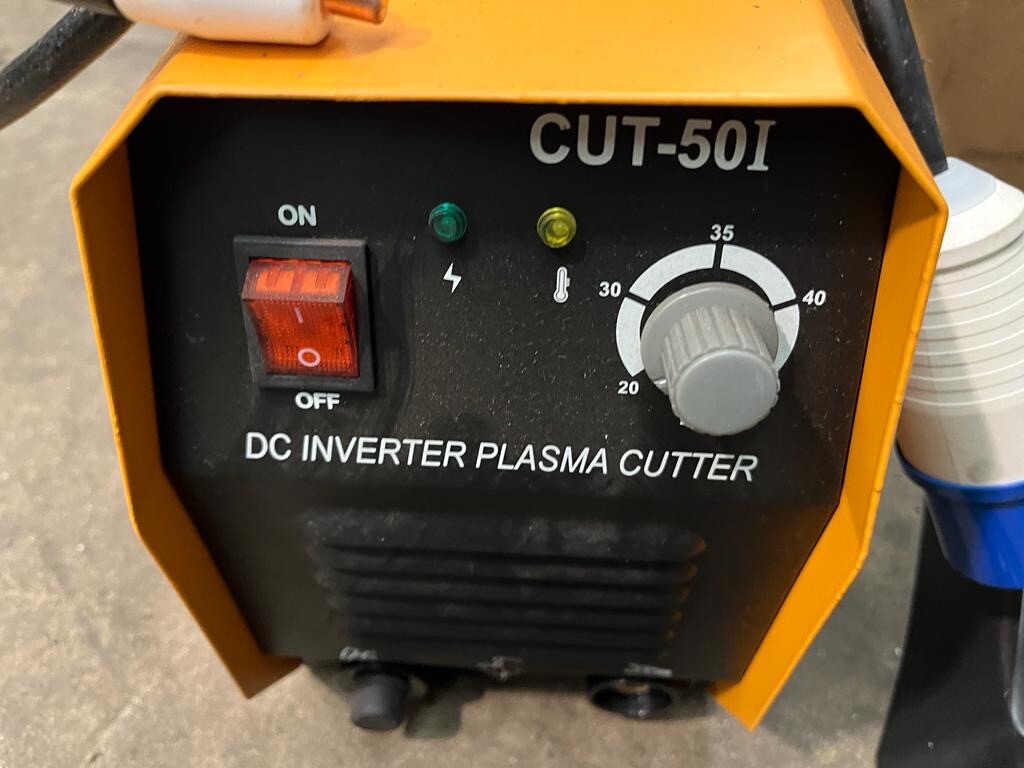 CUT-50I
ON
35
30
40
20
OFF
DC INVERTER PLASMA CUTTER